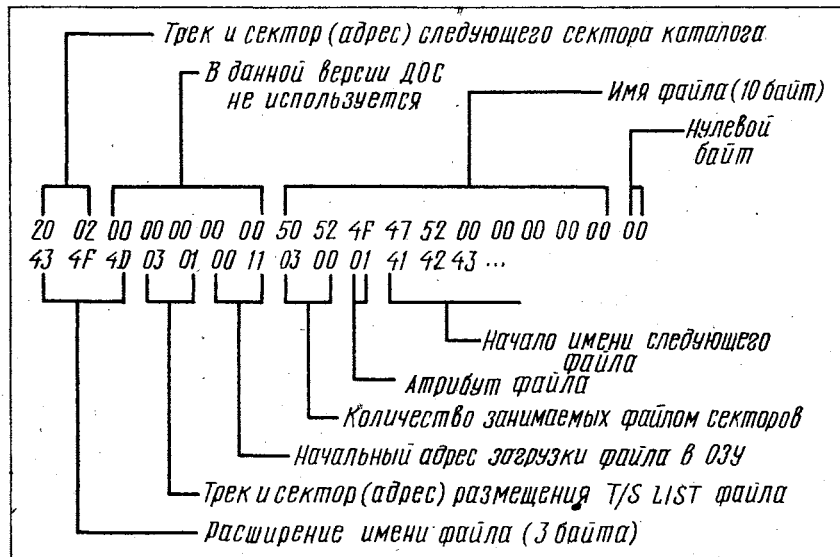 Трек и сектор (адрес) следующего сектора каталога
В данной версии ДОС
не используется
Имя файла (10 байт)
Нулевой
байт
20 02 00 00 00 00 00 50 52 4F 47 52 00 00 00 00 00 00
43 4F 4D 03 01 00 11 03 00 01 41 42 43 ...
Начало имени следующего
файла
Атрибут файла
Количество занимаемых файлом секторов
Начальный адрес загрузки файла в ОЗУ
Трек и сектор (адрес) размещения T/S LIST файла
Расширение имени файла (3 байта)